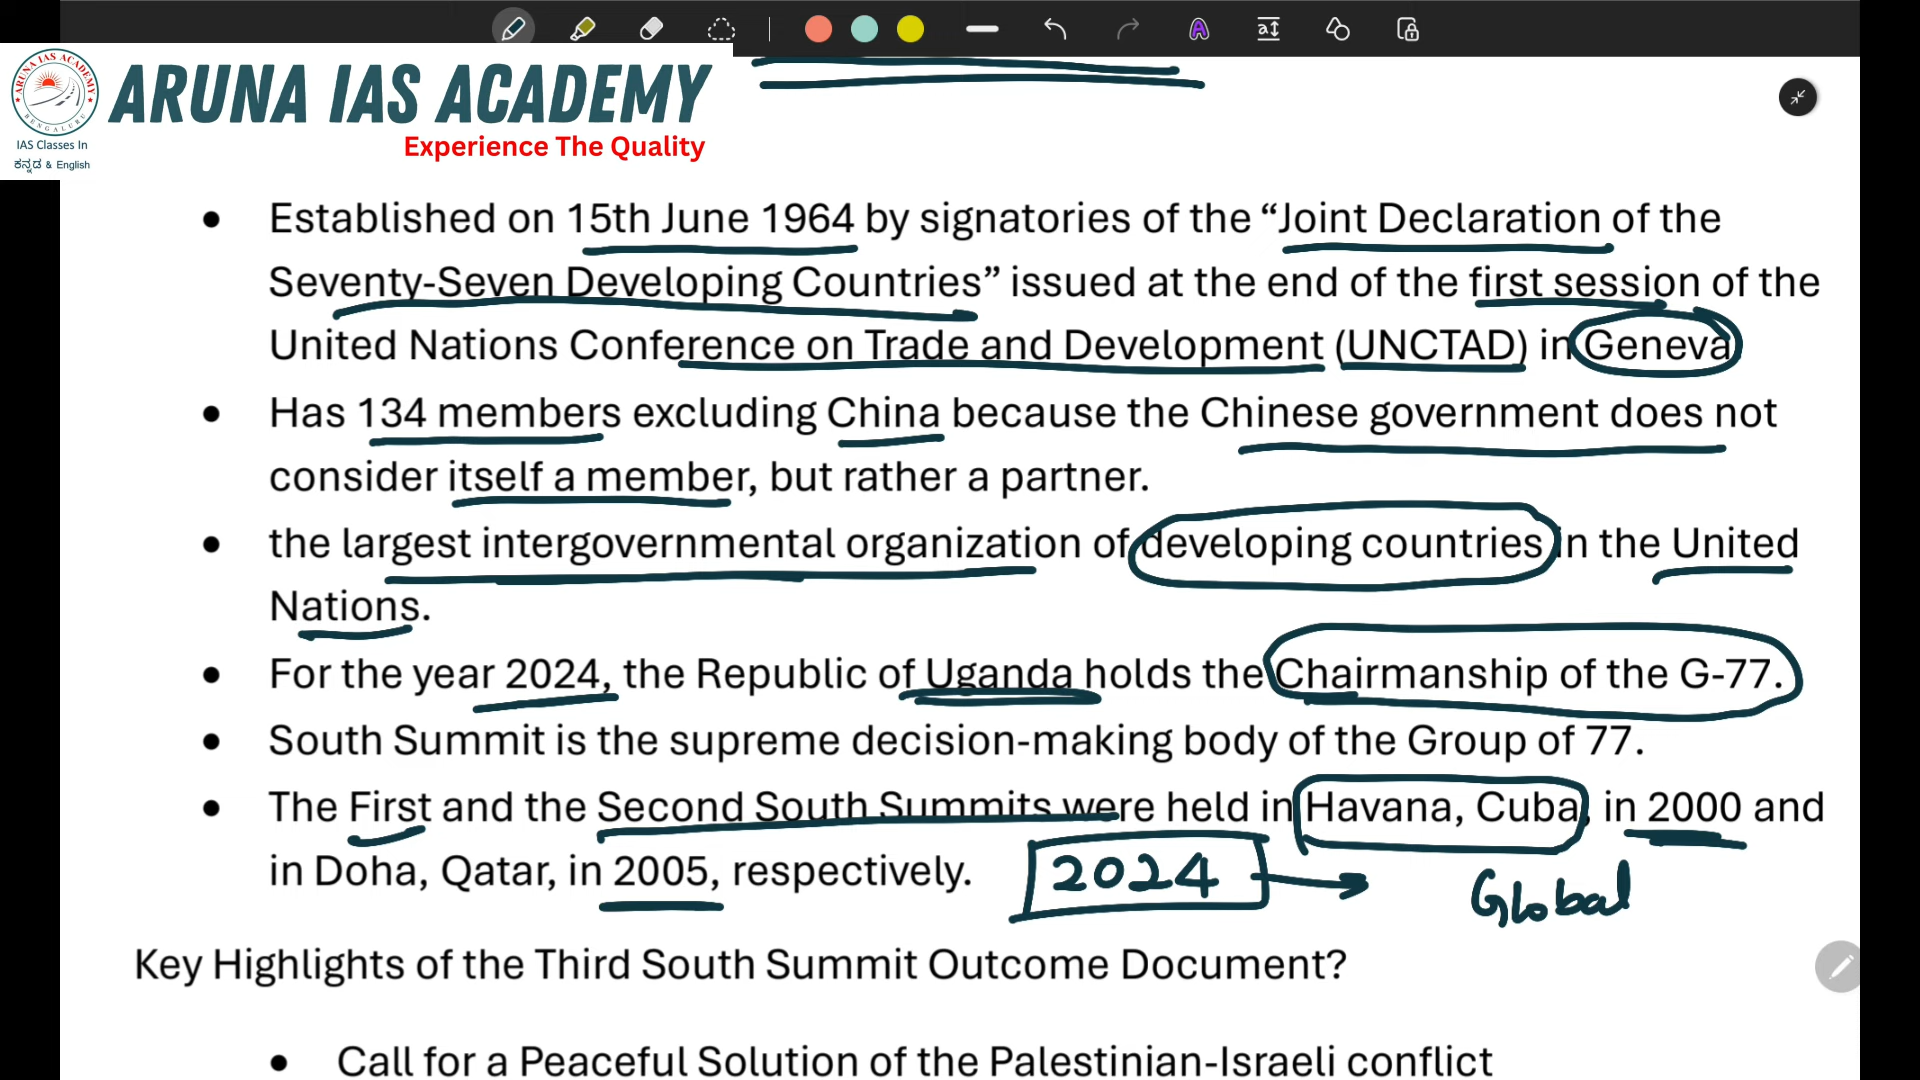 ARUNA IAS ACADEMY
Experience The Quality
ARUNA IAS ACADEMY
BENGALURU
IAS Classes In
ಕನ್ನಡ & English
• Established on 15th June 1964 by signatories of the “Joint Declaration of the
Seventy-Seven Developing Countries” issued at the end of the first session of the
United Nations Conference on Trade and Development (UNCTAD) in Geneva
• Has 134 members excluding China because the Chinese government does not
consider itself a member, but rather a partner.
• the largest intergovernmental organization of developing countries in the United
Nations.
• For the year 2024, the Republic of Uganda holds the Chairmanship of the G-77.
• South Summit is the supreme decision-making body of the Group of 77.
• The First and the Second South Summits were held in Havana, Cuba, in 2000 and
in Doha, Qatar, in 2005, respectively.
2024 → Global
Key Highlights of the Third South Summit Outcome Document?
• Call for a Peaceful Solution of the Palestinian-Israeli conflict